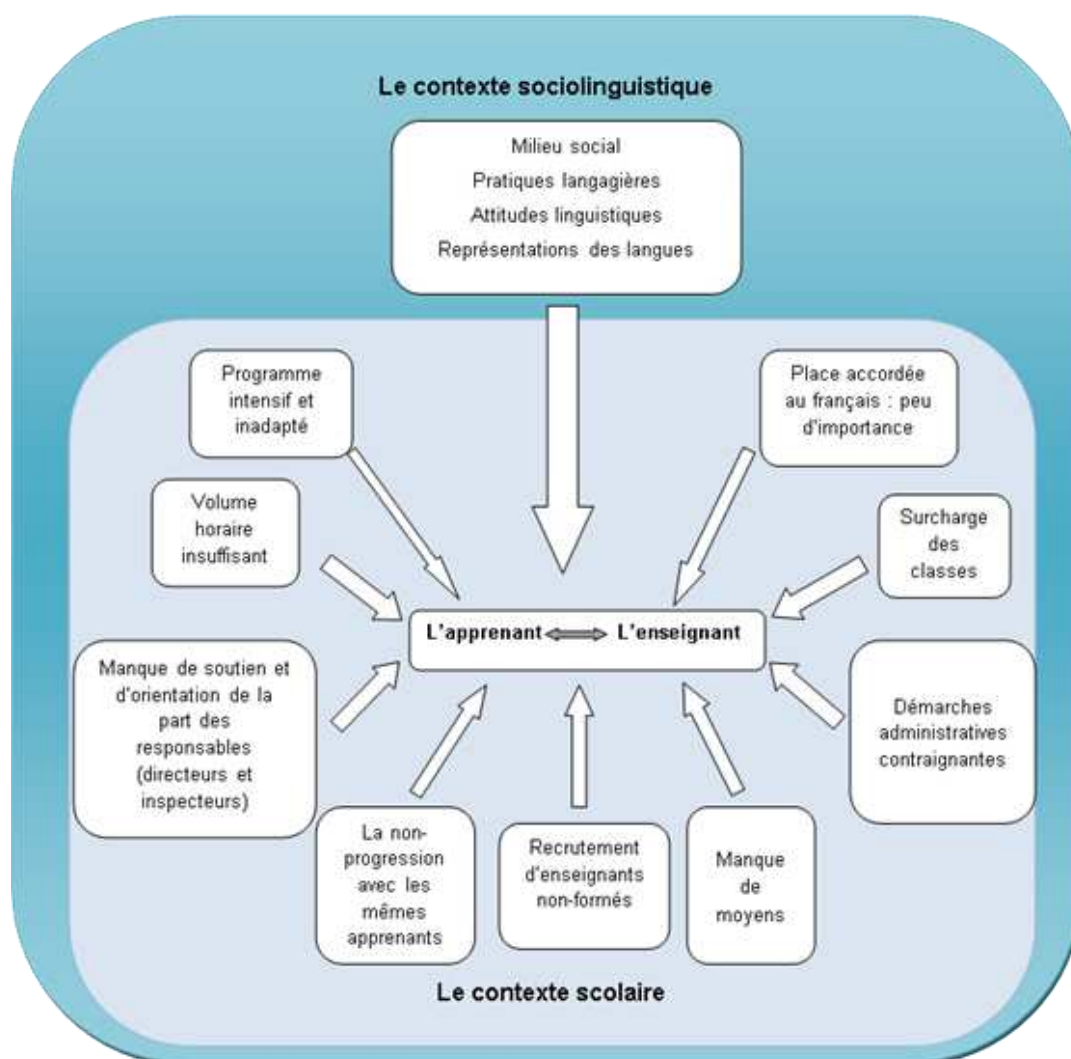 Le contexte sociolinguistique
Milieu social
Pratiques langagières
Attitudes linguistiques
Représentations des langues
Programme
intensif et
inadapté
Place accordée
au français : peu
d'importance
Volume
horaire
insuffisant
Surcharge
des
classes
L'apprenant L'enseignant
Manque de soutien et
d'orientation de la
part des
responsables
(directeurs et
inspecteurs)
Démarches
administratives
contraignantes
La non-
progression
avec les
mêmes
apprenants
Recrutement
d'enseignants
non-formés
Manque
de
moyens
Le contexte scolaire